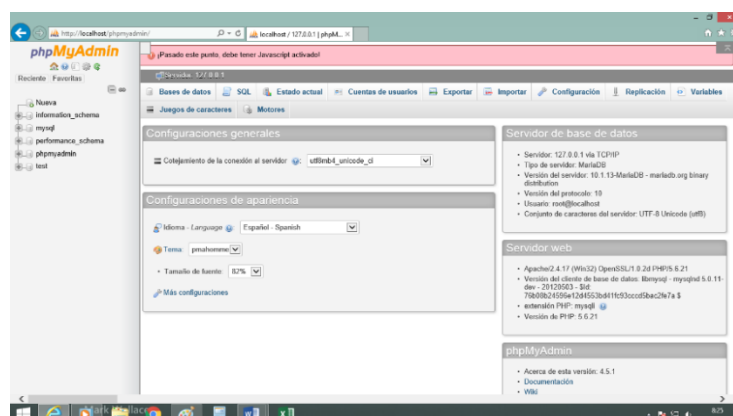 http://localhost/phpmyadmin/
localhost / 127.0.0.1 | phpM...
phpMyAdmin
Reciente Favoritas
Nueva
information_schema
mysql
performance_schema
phpmyadmin
test
¡Pasado este punto, debe tener Javascript activado!
Servidor: 127.0.0.1
Bases de datos SQL Estado actual Cuentas de usuarios Exportar Importar Configuración Replicación Variables
Juegos de caracteres Motores
Configuraciones generales
Cotejamiento de la conexión al servidor utf8mb4_unicode_ci
Configuraciones de apariencia
Idioma - Language Español - Spanish
Tema: pmahomme
Tamaño de fuente: 82%
Más configuraciones
Servidor de base de datos
Servidor: 127.0.0.1 via TCP/IP
Tipo de servidor: MariaDB
Versión del servidor: 10.1.13-MariaDB - mariadb.org binary
distribution
Versión del protocolo: 10
Usuario: root@localhost
Conjunto de caracteres del servidor: UTF-8 Unicode (utf8)
Servidor web
Apache/2.4.17 (Win32) OpenSSL/1.0.2d PHP/5.6.21
Versión del cliente de base de datos: libmysql - mysqlnd 5.0.11-
dev - 20120503 - $Id:
$
extensión PHP: mysqli
Versión de PHP: 5.6.21
phpMyAdmin
Acerca de esta versión: 4.5.1
Documentación
Wiki
8:25